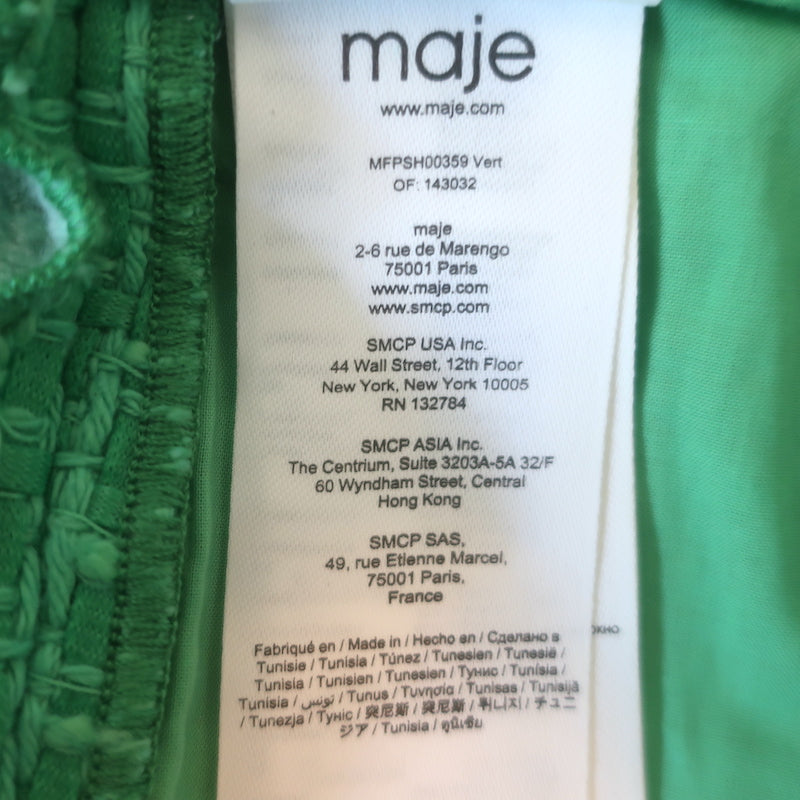 maje
www.maje.com
MFPSH00359 Vert
OF: 143032
maje
2-6 rue de Marengo
75001 Paris
www.maje.com
www.smcp.com
SMCP USA Inc.
44 Wall Street, 12th Floor
New York, New York 10005
RN 132784
SMCP ASIA Inc.
The Centrium, Suite 3203A-5A 32/F
60 Wyndham Street, Central
Hong Kong
SMCP SAS,
49, rue Etienne Marcel,
75001 Paris,
France
Fabriqué en / Made in / Hecho en / Сделано в
Tunisie / Tunisia / Túnez / Tunesien / Tunesië /
Tunísia / Tunisien / Tunesien / Тунис / Tunísia /
Tunisia / تونس / Tunus / Τυνησία / Tunisas / Tunisijā
/ Tunezja / Туніс / 突尼斯 / 突尼斯 / 튀니지 / チュニ
ジア / Tunisia / ตูนิเซีย